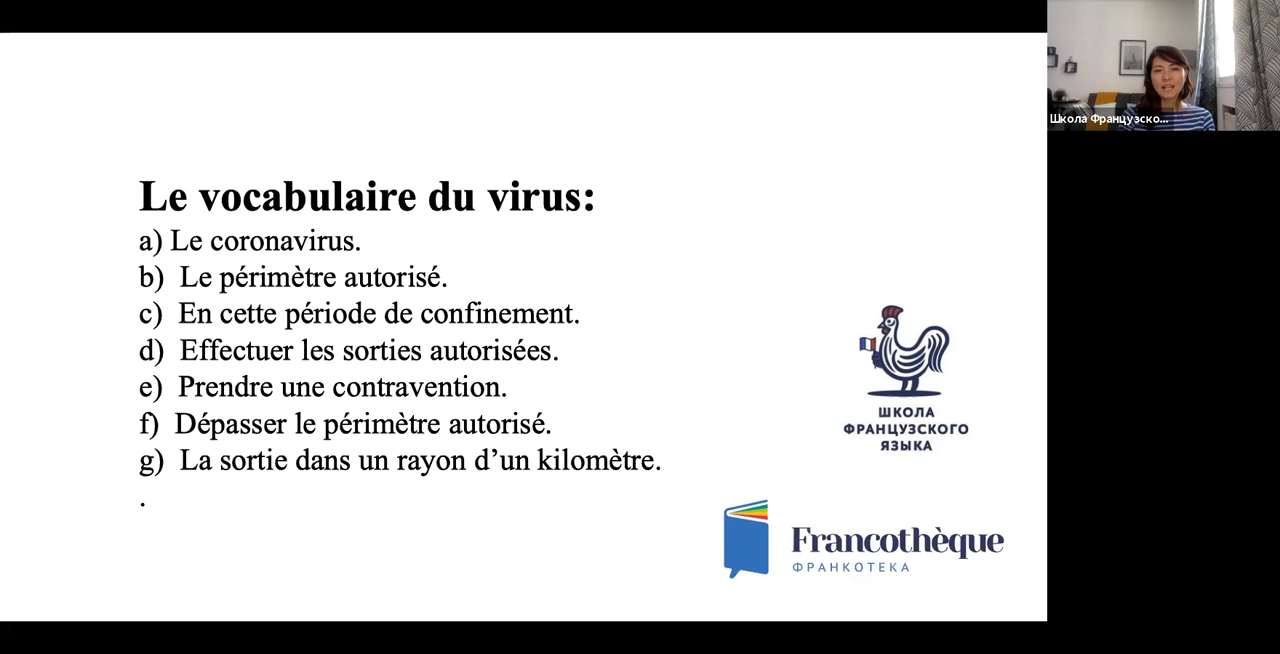 Le vocabulaire du virus:
a) Le coronavirus.
b) Le périmètre autorisé.
c) En cette période de confinement.
d) Effectuer les sorties autorisées.
e) Prendre une contravention.
f) Dépasser le périmètre autorisé.
g) La sortie dans un rayon d’un kilomètre.
.
ШКОЛА
ФРАНЦУЗСКОГО
ЯЗЫКА
Francothèque
ФРАНКОТЕКА
Школа Французско...